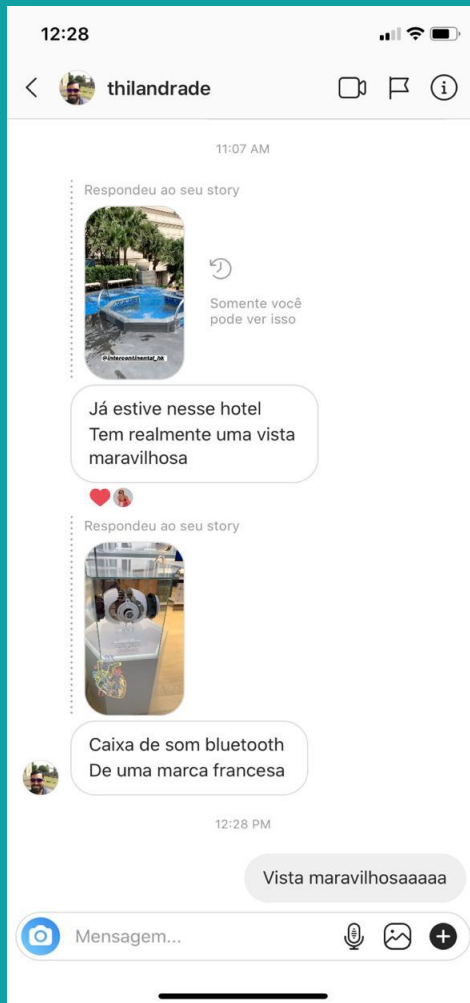 12:28
thilandrade
11:07 AM
Respondeu ao seu story
Somente você
pode ver isso
@intercontinental_hk
Já estive nesse hotel
Tem realmente uma vista
maravilhosa
Respondeu ao seu story
Caixa de som bluetooth
De uma marca francesa
12:28 PM
Vista maravilhosaaaaa
Mensagem...